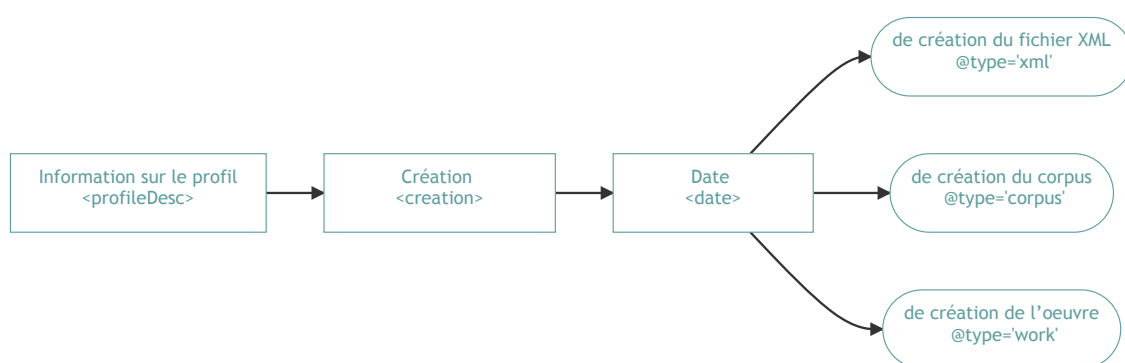 de création du fichier XML
@type='xml'
Information sur le profil
<profileDesc>
Création
<creation>
Date
<date>
de création du corpus
@type='corpus'
de création de l’oeuvre
@type='work'